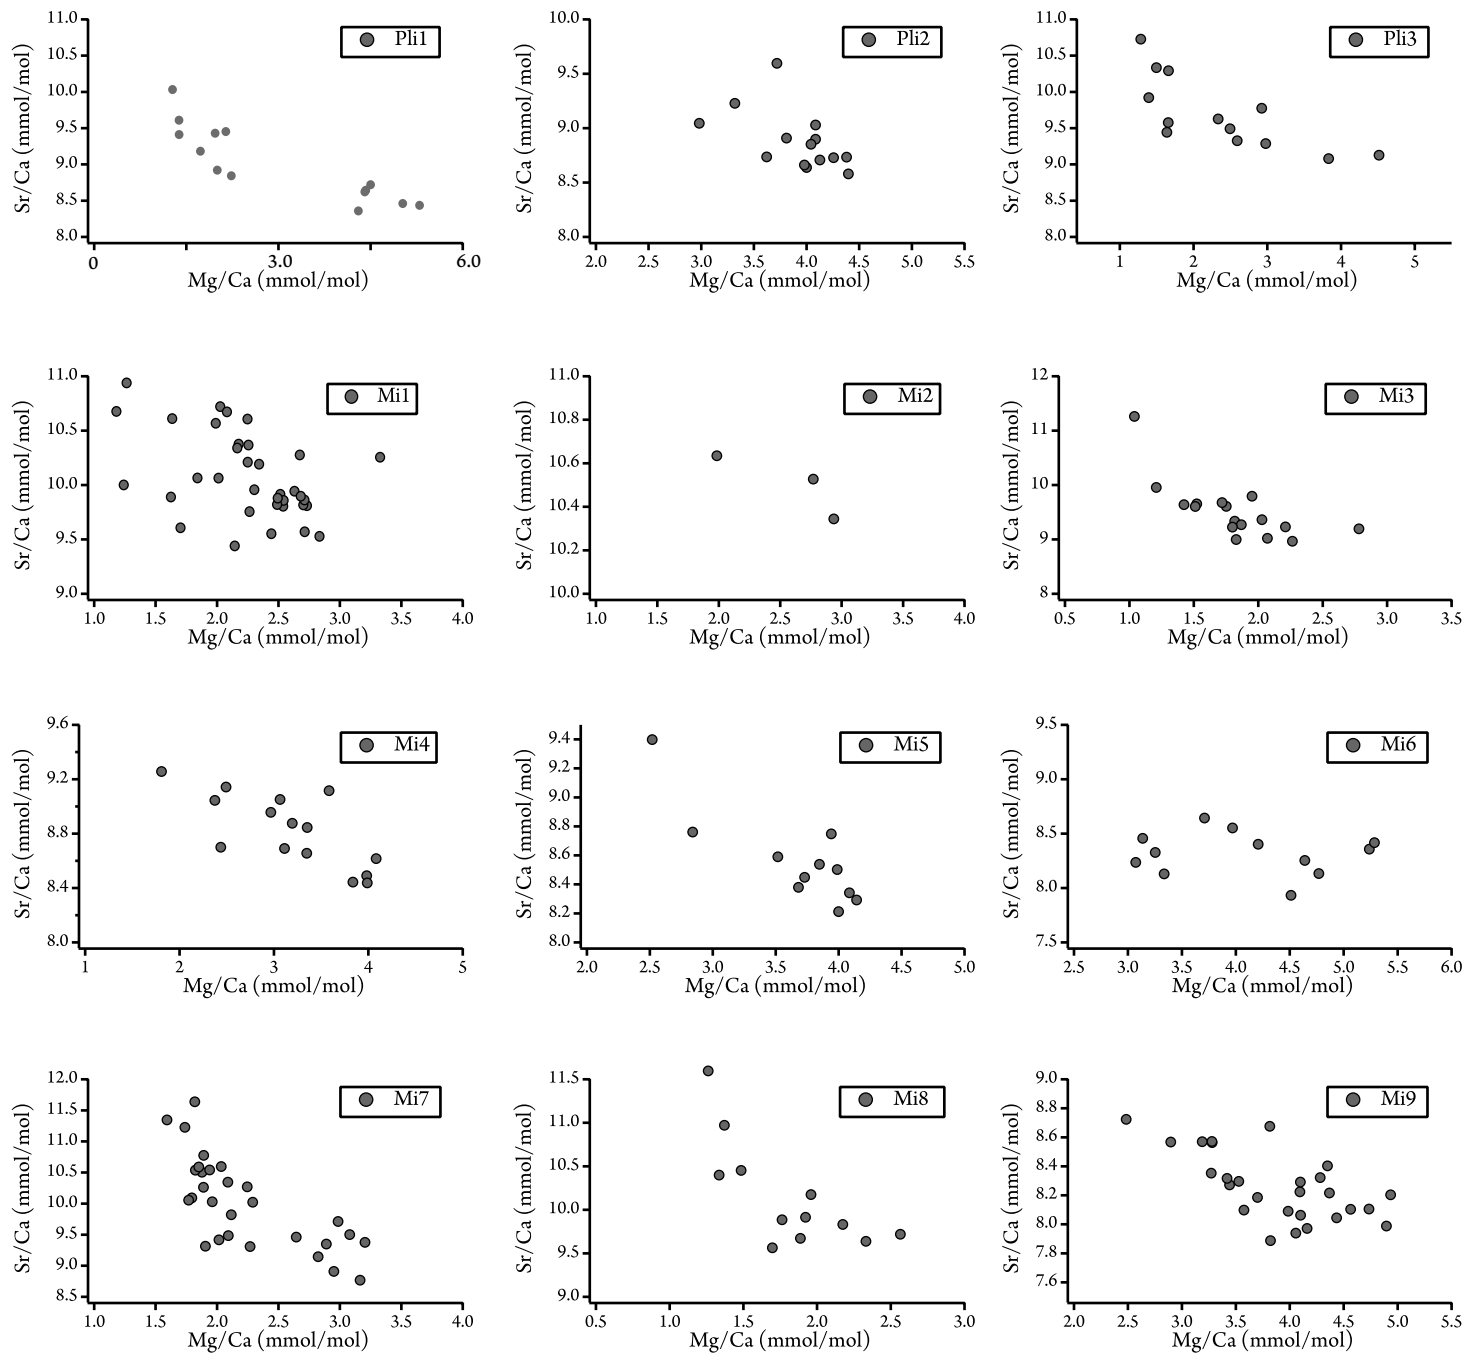 Pli1
11.0
10.5
10.0
9.5
9.0
8.5
8.0
Sr/Ca (mmol/mol)
0 3.0 6.0
Mg/Ca (mmol/mol)
Pli2
10.0
9.5
9.0
8.5
8.0
Sr/Ca (mmol/mol)
2.0 2.5 3.0 3.5 4.0 4.5 5.0 5.5
Mg/Ca (mmol/mol)
Pli3
11.0
10.5
10.0
9.5
9.0
8.5
8.0
Sr/Ca (mmol/mol)
1 2 3 4 5
Mg/Ca (mmol/mol)
Mi1
11.0
10.5
10.0
9.5
9.0
Sr/Ca (mmol/mol)
1.0 1.5 2.0 2.5 3.0 3.5 4.0
Mg/Ca (mmol/mol)
Mi2
11.0
10.8
10.6
10.4
10.2
10.0
Sr/Ca (mmol/mol)
1.0 1.5 2.0 2.5 3.0 3.5 4.0
Mg/Ca (mmol/mol)
Mi3
12
11
10
9
8
Sr/Ca (mmol/mol)
0.5 1.0 1.5 2.0 2.5 3.0 3.5
Mg/Ca (mmol/mol)
Mi4
9.6
9.2
8.8
8.4
8.0
Sr/Ca (mmol/mol)
1 2 3 4 5
Mg/Ca (mmol/mol)
Mi5
9.4
9.2
9.0
8.8
8.6
8.4
8.2
8.0
Sr/Ca (mmol/mol)
2.0 2.5 3.0 3.5 4.0 4.5 5.0
Mg/Ca (mmol/mol)
Mi6
9.5
9.0
8.5
8.0
7.5
Sr/Ca (mmol/mol)
2.5 3.0 3.5 4.0 4.5 5.0 5.5 6.0
Mg/Ca (mmol/mol)
Mi7
12.0
11.5
11.0
10.5
10.0
9.5
9.0
8.5
Sr/Ca (mmol/mol)
1.0 1.5 2.0 2.5 3.0 3.5 4.0
Mg/Ca (mmol/mol)
Mi8
11.5
11.0
10.5
10.0
9.5
9.0
Sr/Ca (mmol/mol)
0.5 1.0 1.5 2.0 2.5 3.0
Mg/Ca (mmol/mol)
Mi9
9.0
8.8
8.6
8.4
8.2
8.0
7.8
7.6
Sr/Ca (mmol/mol)
2.0 2.5 3.0 3.5 4.0 4.5 5.0 5.5
Mg/Ca (mmol/mol)